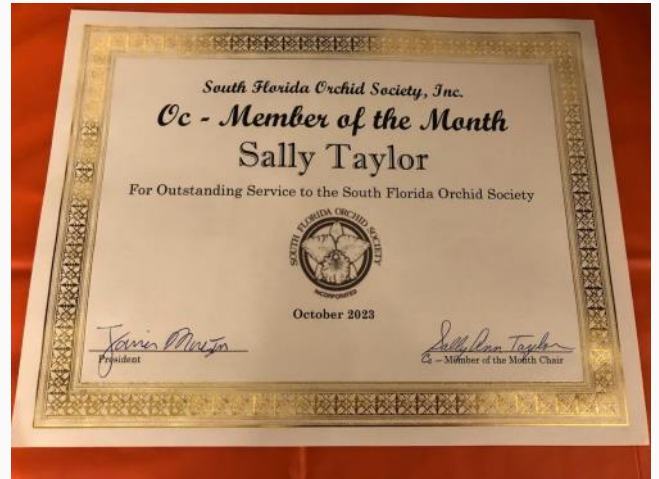 South Florida Orchid Society, Inc.
Oc - Member of the Month
Sally Taylor
For Outstanding Service to the South Florida Orchid Society
SOUTH FLORIDA ORCHID SOCIETY
INCORPORATED
October 2023
Sally Ann Taylor
President
Oc – Member of the Month Chair